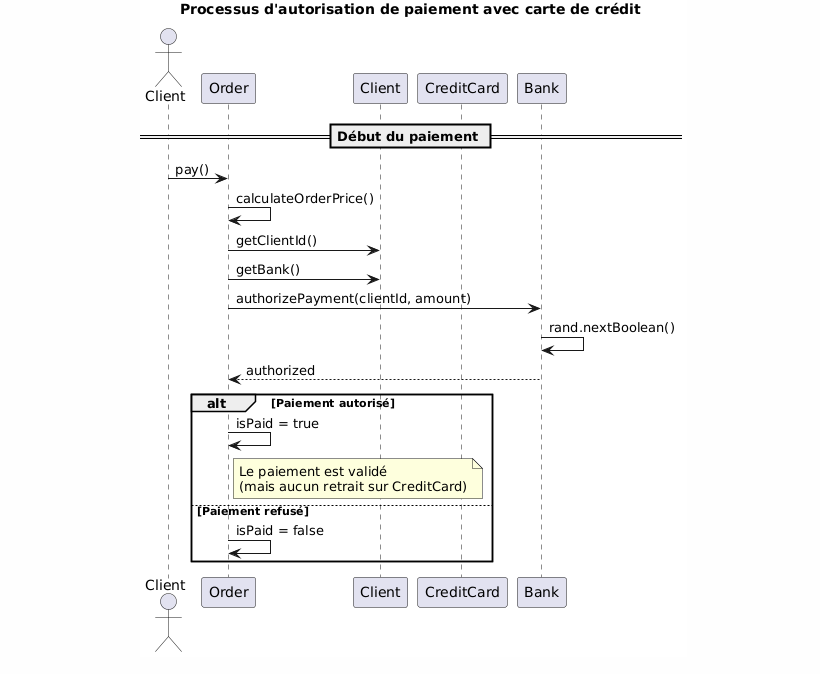 Processus d'autorisation de paiement avec carte de crédit
Client
Order
Client
CreditCard
Bank
Début du paiement
pay()
calculateOrderPrice()
getClientId()
getBank()
authorizePayment(clientId, amount)
rand.nextBoolean()
authorized
alt
[Paiement autorisé]
isPaid = true
Le paiement est validé
(mais aucun retrait sur CreditCard)
[Paiement refusé]
isPaid = false
Client
Order
Client
CreditCard
Bank